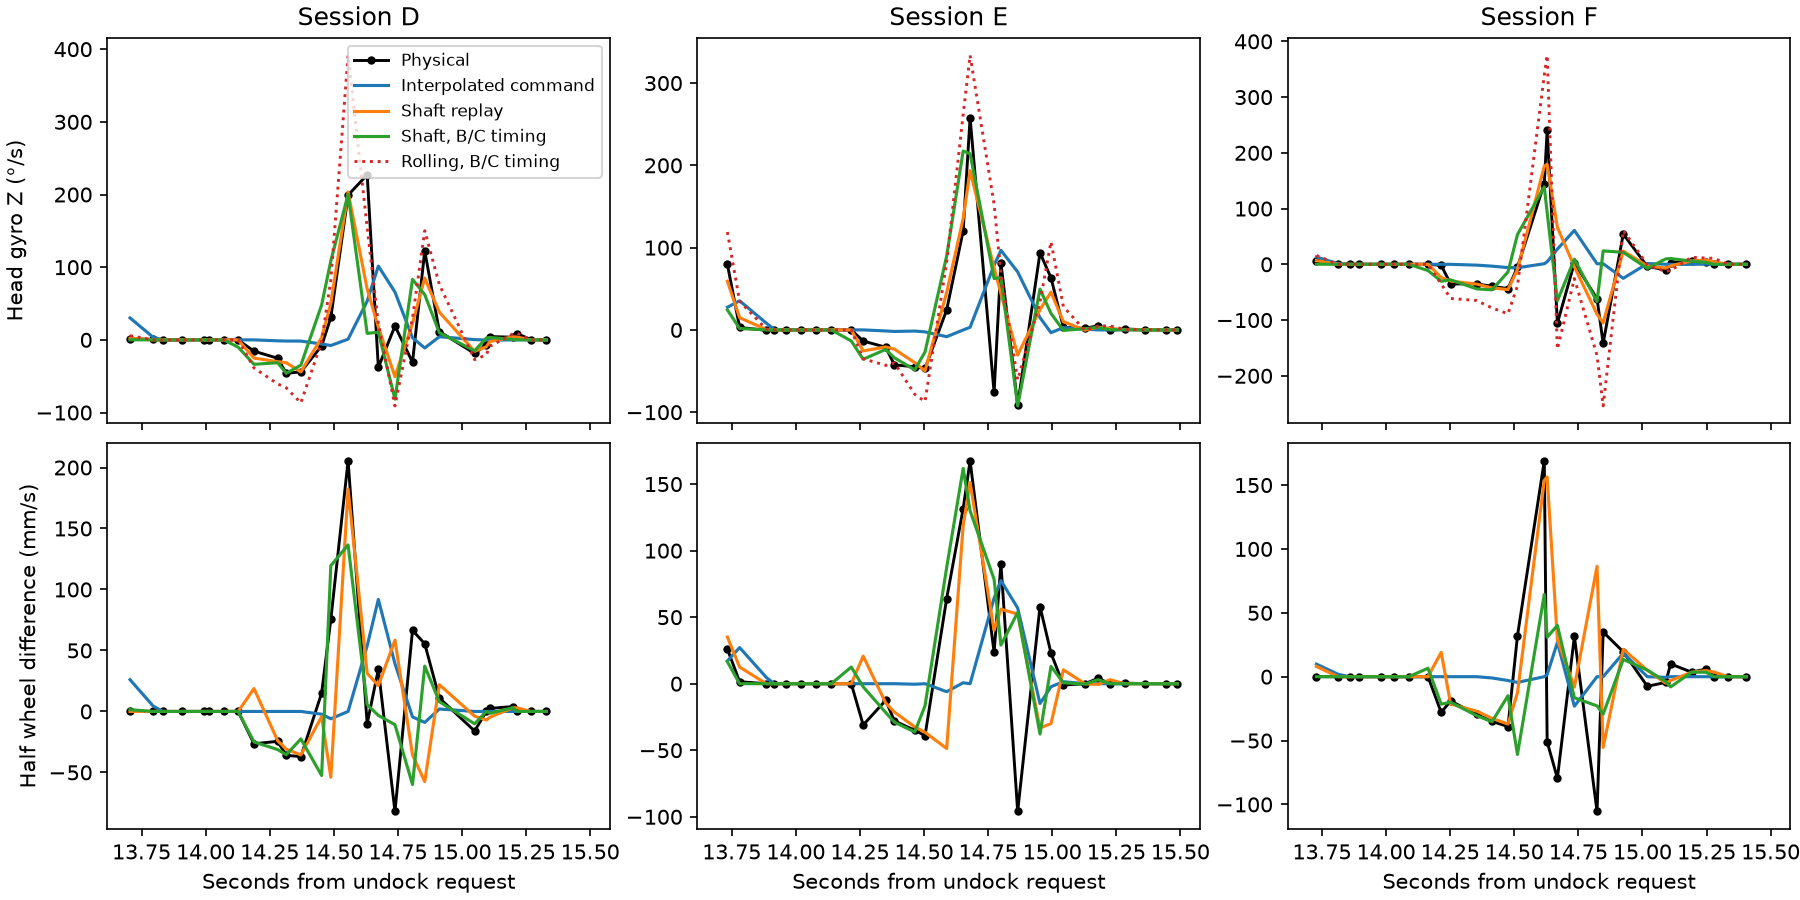 Session D
Session E
Session F
Head gyro Z (°/s)
400
300
200
100
0
−100
Physical
Interpolated command
Shaft replay
Shaft, B/C timing
Rolling, B/C timing
300
200
100
0
−100
400
300
200
100
0
−100
−200
Half wheel difference (mm/s)
200
150
100
50
0
−50
150
100
50
0
−50
−100
150
100
50
0
−50
−100
13.75 14.00 14.25 14.50 14.75 15.00 15.25 15.50
13.75 14.00 14.25 14.50 14.75 15.00 15.25 15.50
13.75 14.00 14.25 14.50 14.75 15.00 15.25 15.50
Seconds from undock request
Seconds from undock request
Seconds from undock request